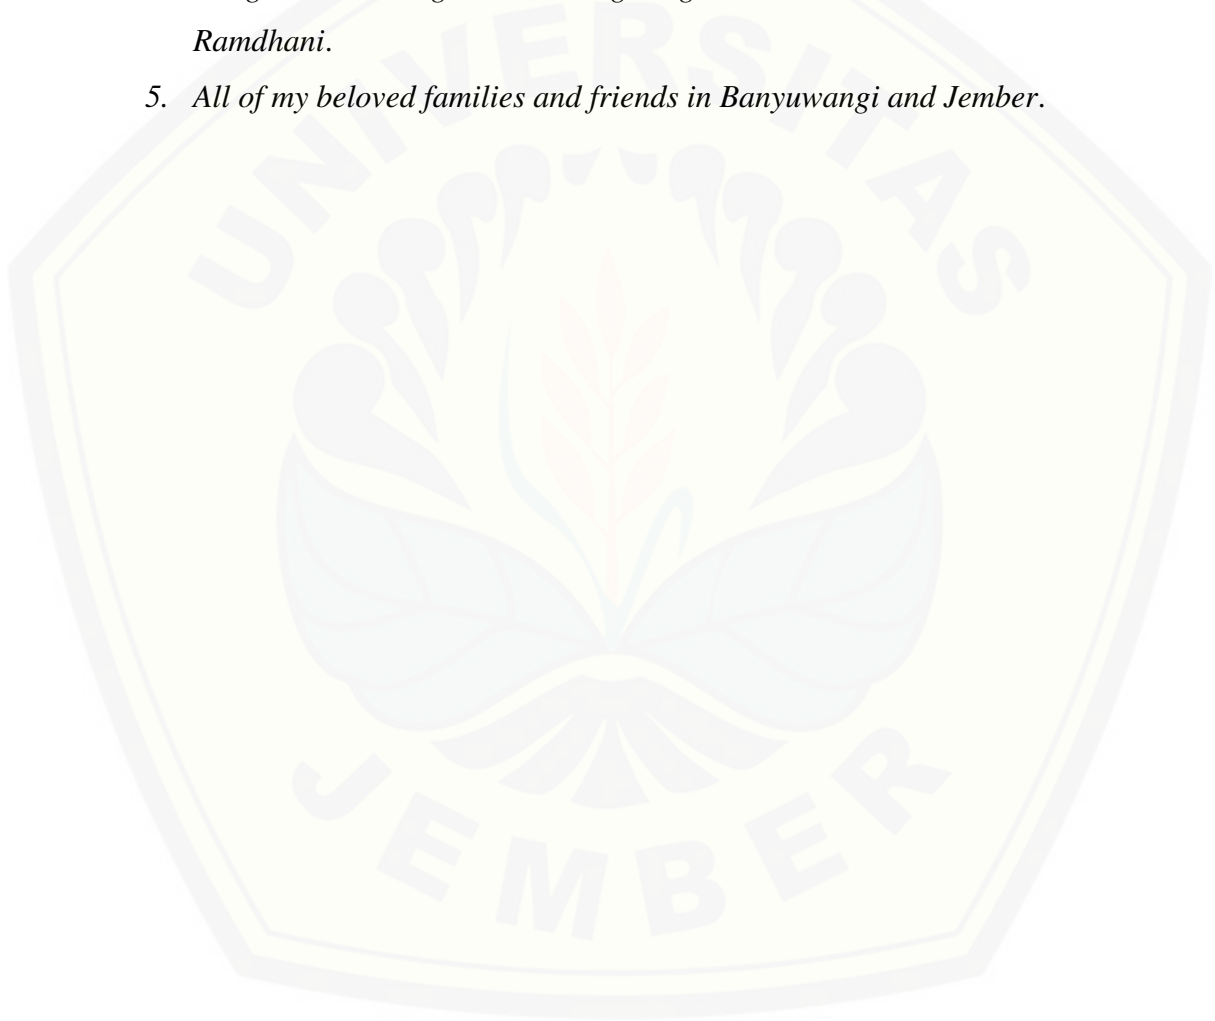 Ramdhani.
5. All of my beloved families and friends in Banyuwangi and Jember.
UNIVERSITAS
JEMBER